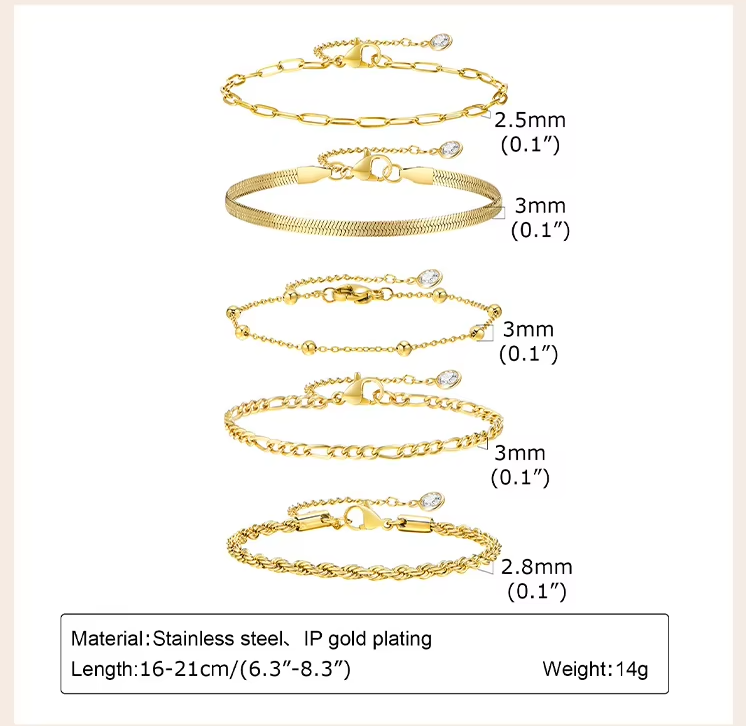 2.5mm
(0.1″)
3mm
(0.1″)
3mm
(0.1″)
3mm
(0.1″)
2.8mm
(0.1″)
Material:Stainless steel、IP gold plating
Length:16-21cm/(6.3″-8.3″) Weight:14g